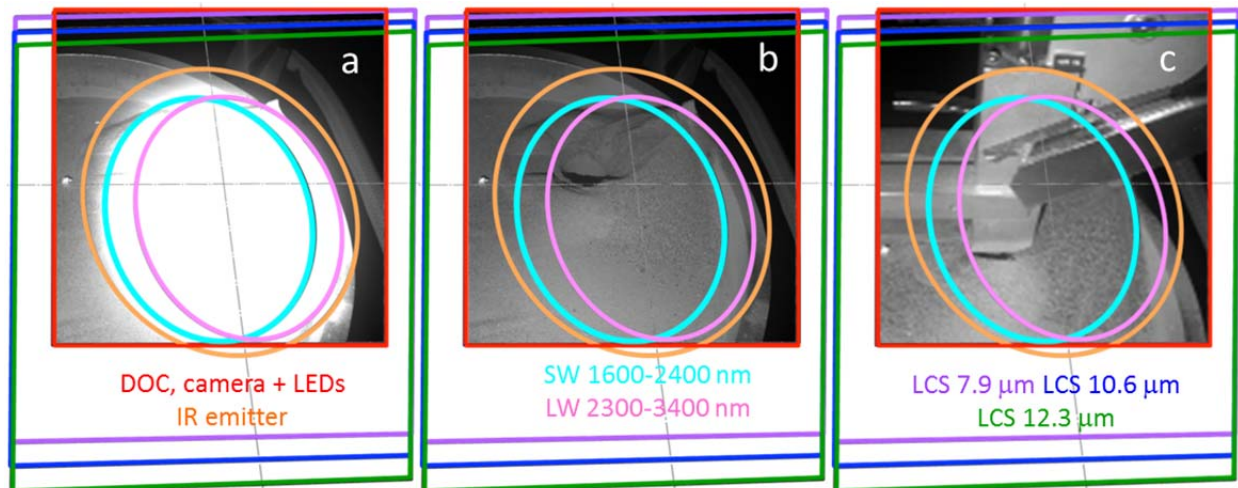 a
b
c
DOC, camera + LEDs
IR emitter
SW 1600-2400 nm
LW 2300-3400 nm
LCS 7.9 μm LCS 10.6 μm
LCS 12.3 μm